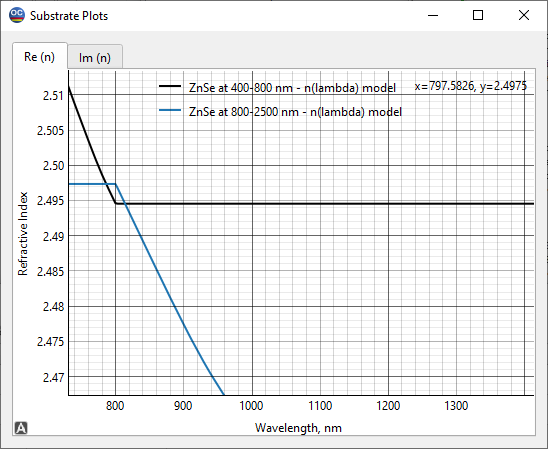 OC Substrate Plots
Re (n) Im (n)
ZnSe at 400-800 nm - n(lambda) model x=797.5826, y=2.4975
ZnSe at 800-2500 nm - n(lambda) model
2.51
2.505
2.50
2.495
2.49
2.485
2.48
2.475
2.47
Refractive Index
800 900 1000 1100 1200 1300
Wavelength, nm
A